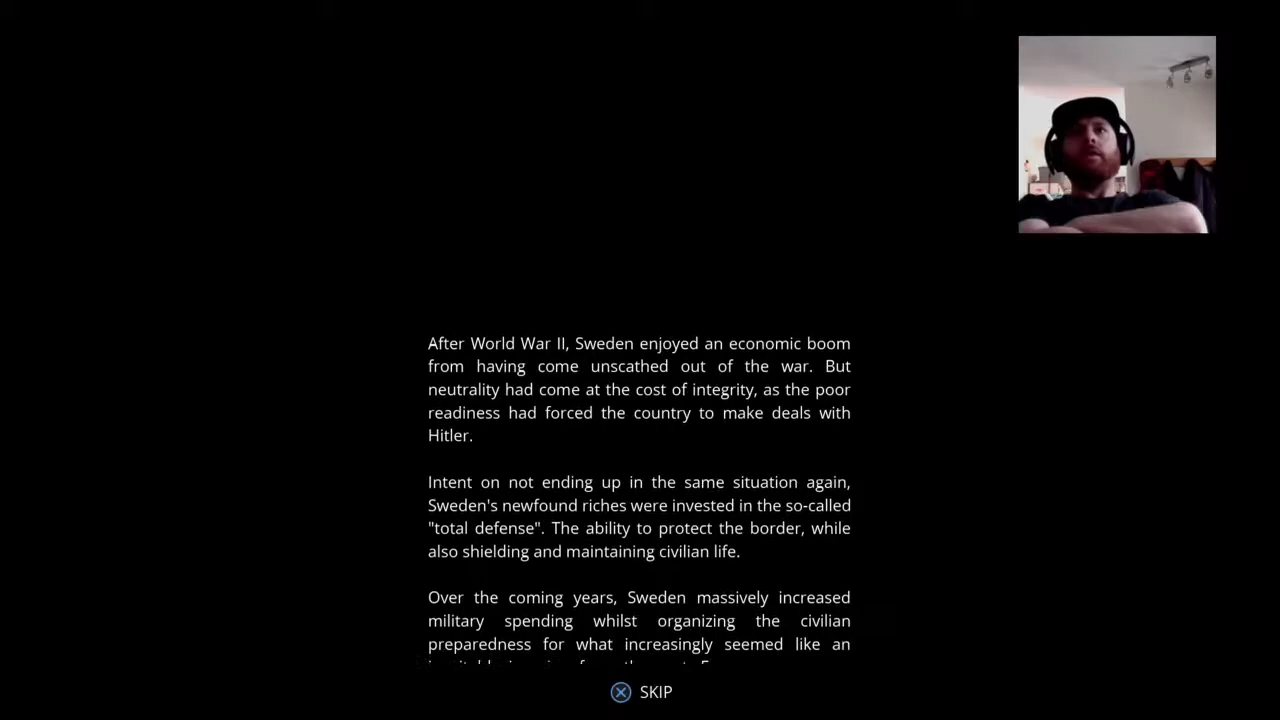 After World War II, Sweden enjoyed an economic boom
from having come unscathed out of the war. But
neutrality had come at the cost of integrity, as the poor
readiness had forced the country to make deals with
Hitler.
Intent on not ending up in the same situation again,
Sweden's newfound riches were invested in the so-called
"total defense". The ability to protect the border, while
also shielding and maintaining civilian life.
Over the coming years, Sweden massively increased
military spending whilst organizing the civilian
preparedness for what increasingly seemed like an
SKIP